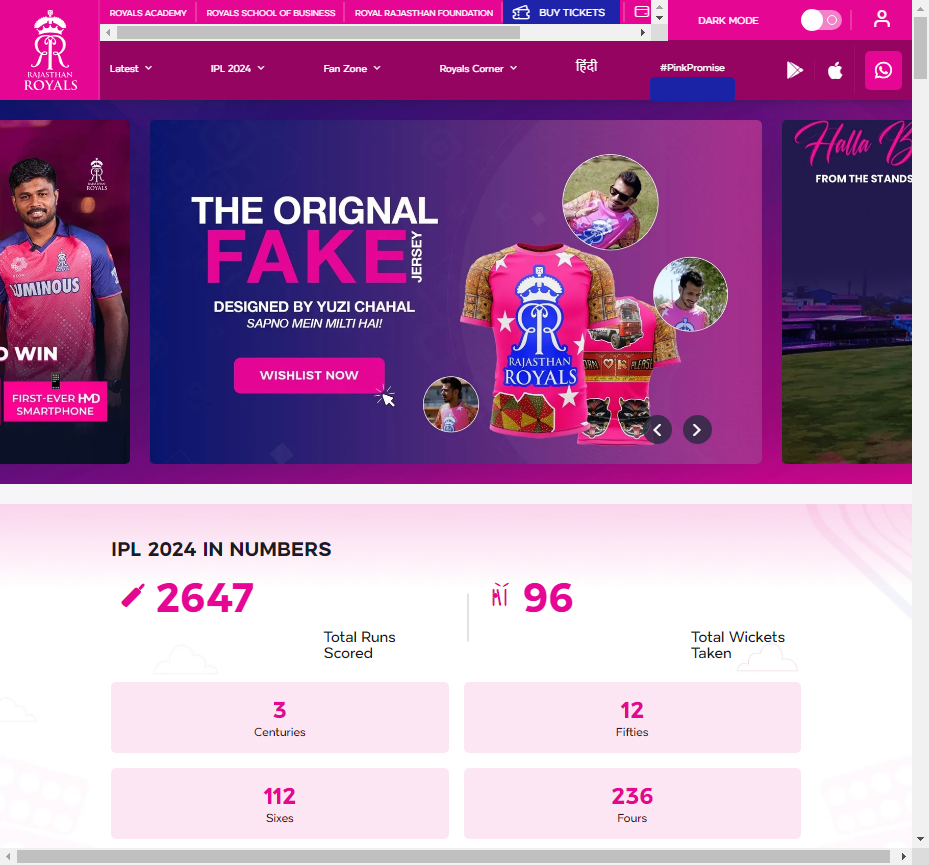 ROYALS ACADEMY
ROYALS SCHOOL OF BUSINESS
ROYAL RAJASTHAN FOUNDATION
BUY TICKETS
DARK MODE
RAJASTHAN
ROYALS
Latest
IPL 2024
Fan Zone
Royals Corner
हिंदी
#PinkPromise
RAJASTHAN
ROYALS
LUMINOUS
D WIN
FIRST-EVER HMD
SMARTPHONE
THE ORIGNAL
FAKE
JERSEY
DESIGNED BY YUZI CHAHAL
SAPNO MEIN MILTI HAI!
WISHLIST NOW
RAJASTHAN
ROYALS
HORN
PLEASE
Halla B
FROM THE STANDS
IPL 2024 IN NUMBERS
2647
Total Runs
Scored
96
Total Wickets
Taken
3
Centuries
12
Fifties
112
Sixes
236
Fours